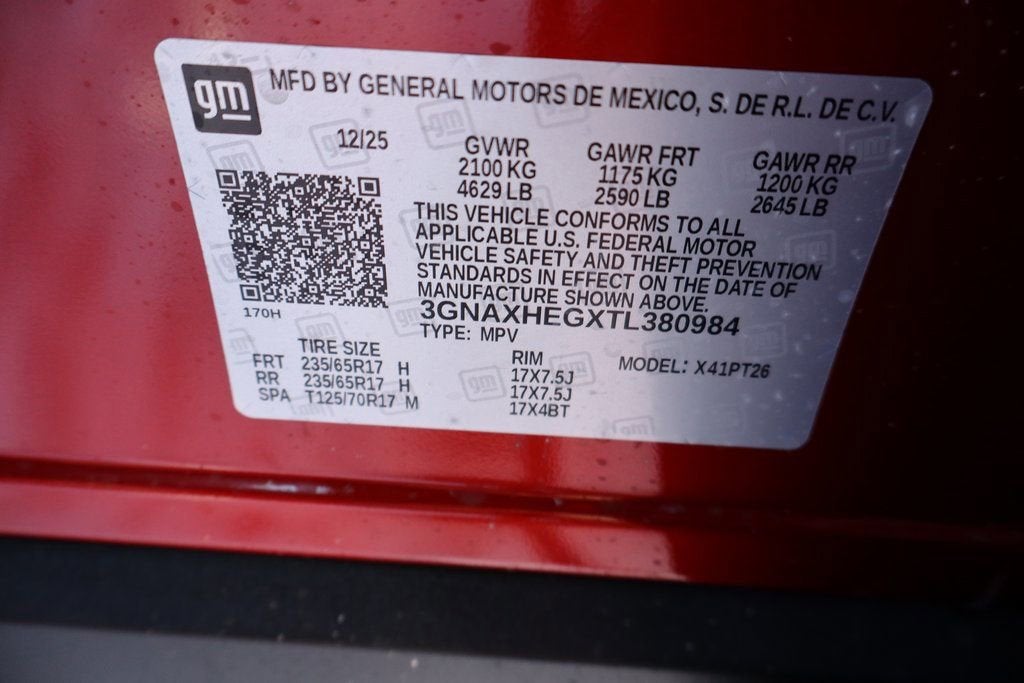 gm
MFD BY GENERAL MOTORS DE MEXICO, S. DE R.L. DE C.V.
12/25
GVWR
2100 KG
4629 LB
GAWR FRT
1175 KG
2590 LB
GAWR RR
1200 KG
2645 LB
THIS VEHICLE CONFORMS TO ALL
APPLICABLE U.S. FEDERAL MOTOR
VEHICLE SAFETY AND THEFT PREVENTION
STANDARDS IN EFFECT ON THE DATE OF
MANUFACTURE SHOWN ABOVE.
3GNAXHEGXTL380984
TYPE: MPV
170H
TIRE SIZE
FRT 235/65R17 H
RR 235/65R17 H
SPA T125/70R17 M
RIM
17X7.5J
17X7.5J
17X4BT
MODEL: X41PT26